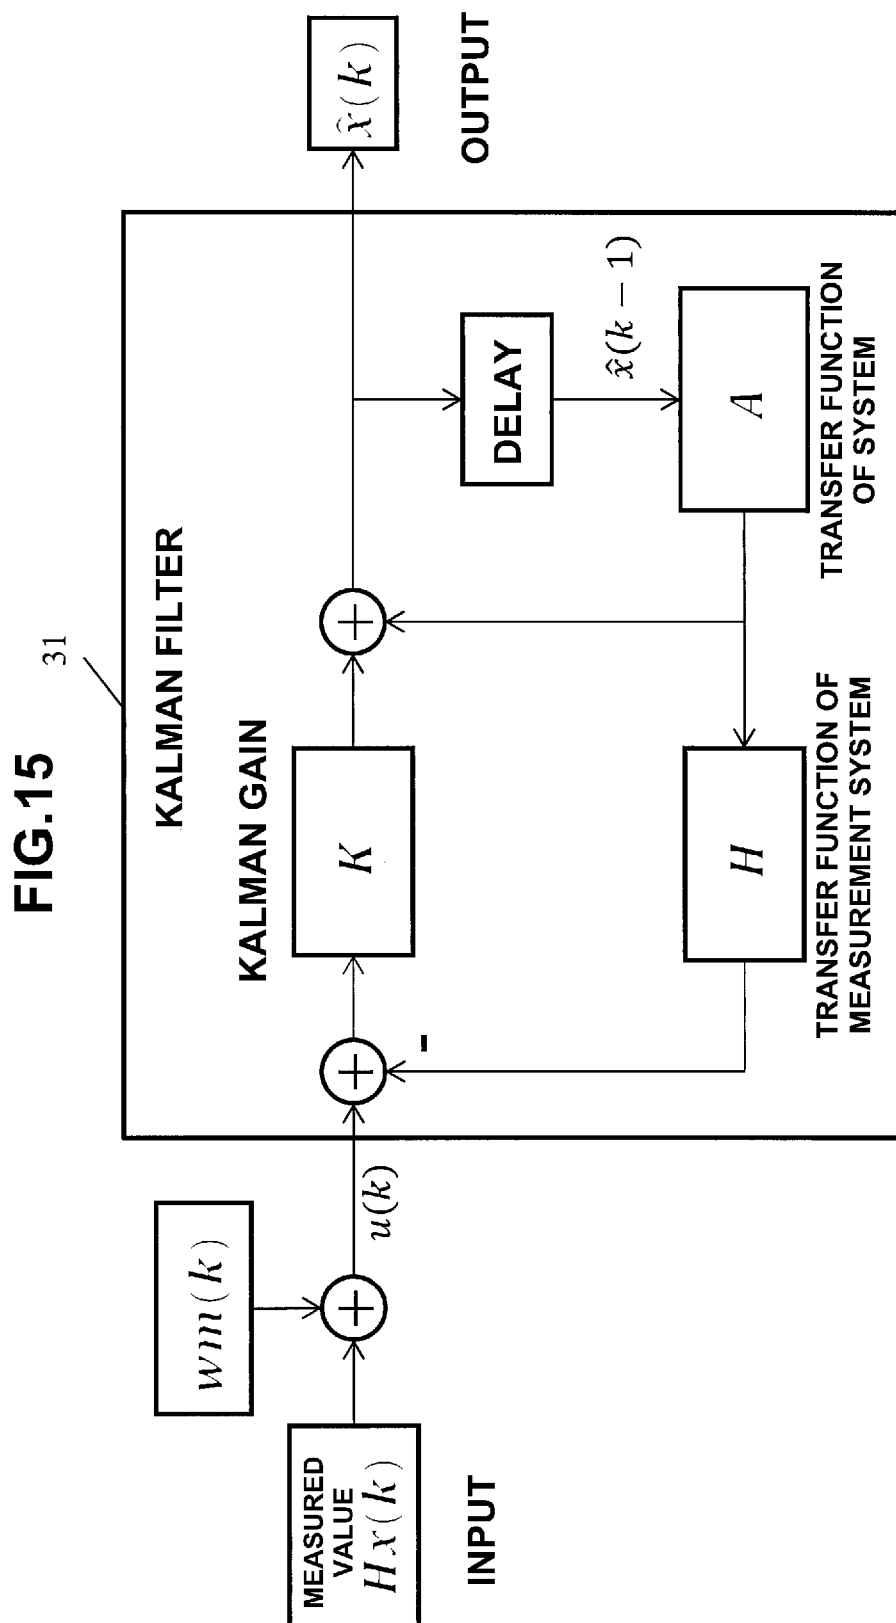 FIG.15
31
KALMAN FILTER
KALMAN GAIN
K
MEASURED
VALUE
Hx(k)
INPUT
wm(k)
+
u(k)
+
-
+
x̂(k)
OUTPUT
DELAY
x̂(k − 1)
A
TRANSFER FUNCTION
OF SYSTEM
H
TRANSFER FUNCTION OF
MEASUREMENT SYSTEM